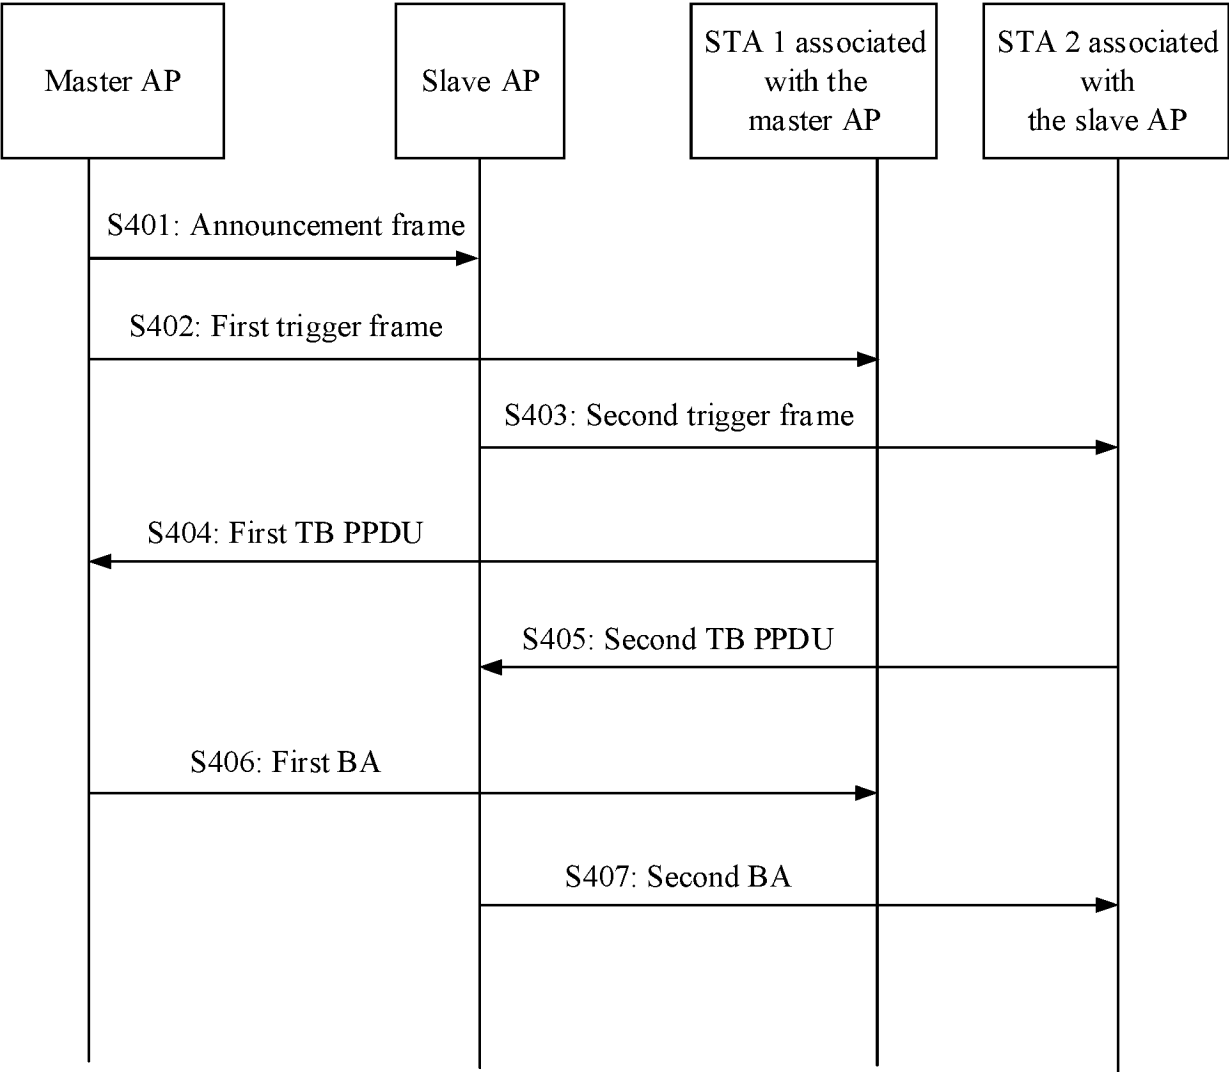 Master AP
Slave AP
STA 1 associated
with the
master AP
STA 2 associated
with
the slave AP
S401: Announcement frame
S402: First trigger frame
S403: Second trigger frame
S404: First TB PPDU
S405: Second TB PPDU
S406: First BA
S407: Second BA